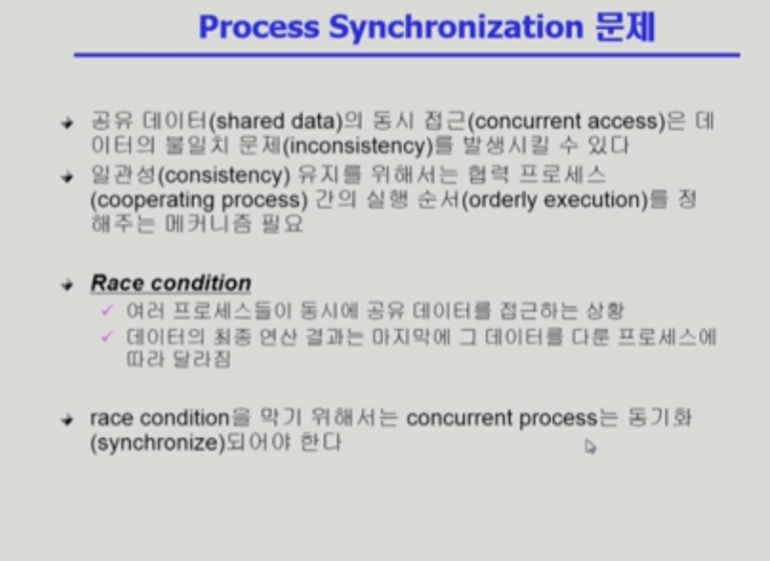 Process Synchronization 문제
공유 데이터(shared data)의 동시 접근(concurrent access)은 데
이터의 불일치 문제(inconsistency)를 발생시킬 수 있다
일관성(consistency) 유지를 위해서는 협력 프로세스
(cooperating process) 간의 실행 순서(orderly execution)를 정
해주는 메커니즘 필요
Race condition
여러 프로세스들이 동시에 공유 데이터를 접근하는 상황
데이터의 최종 연산 결과는 마지막에 그 데이터를 다룬 프로세스에
따라 달라짐
race condition을 막기 위해서는 concurrent process는 동기화
(synchronize)되어야 한다